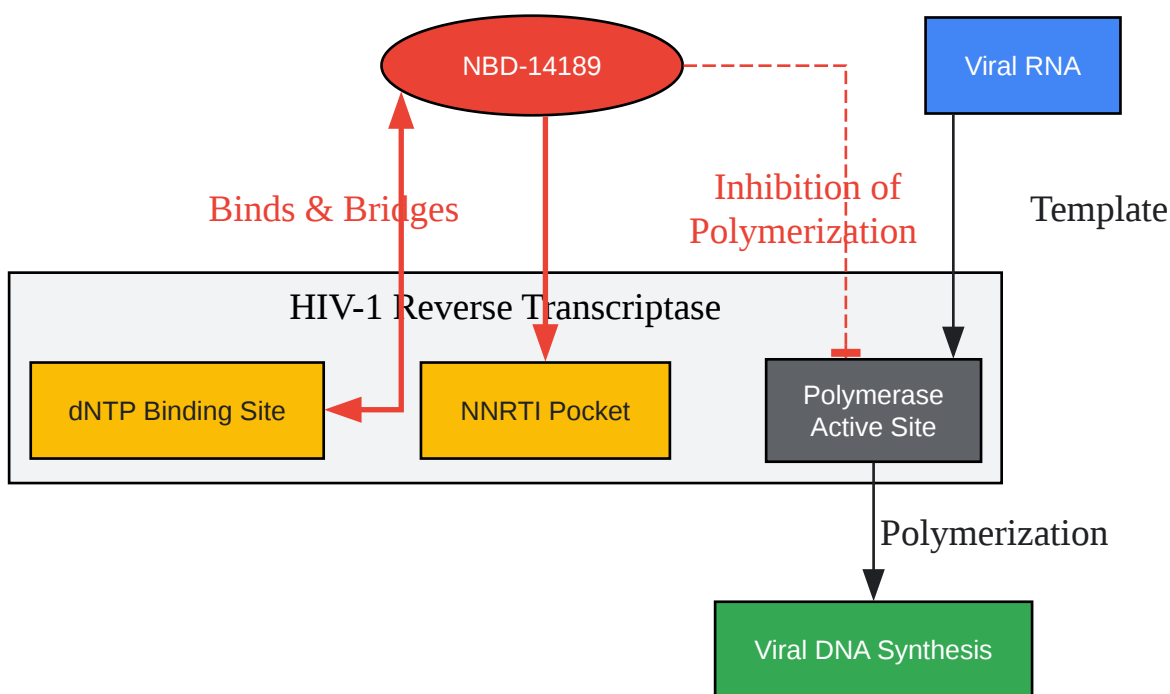 NBD-14189
Viral RNA
Binds & Bridges
Inhibition of
Polymerization
Template
HIV-1 Reverse Transcriptase
dNTP Binding Site
NNRTI Pocket
Polymerase
Active Site
Polymerization
Viral DNA Synthesis